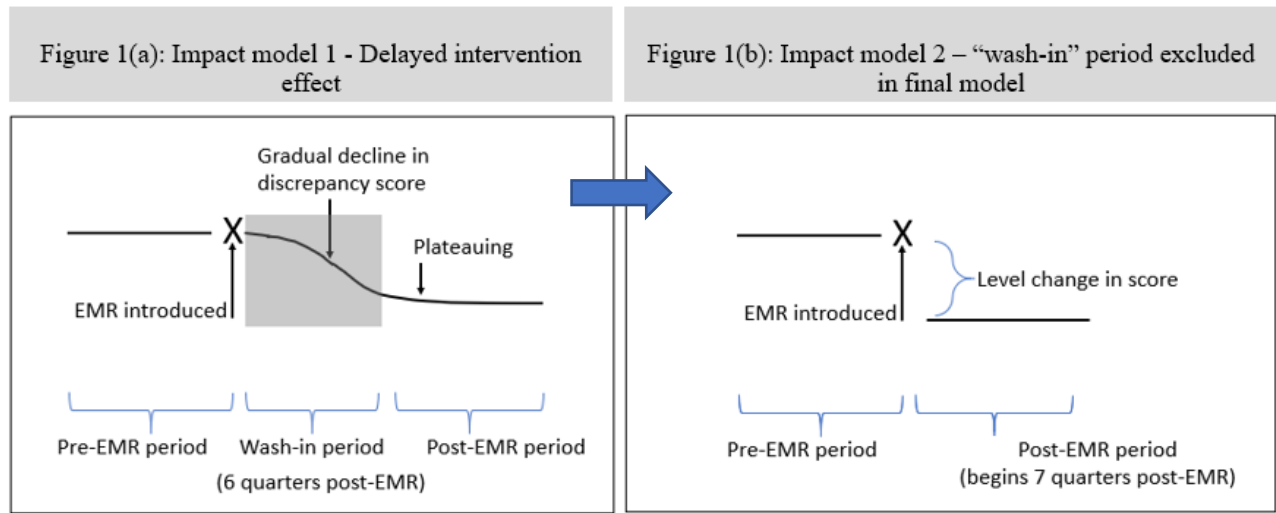 Figure 1(a): Impact model 1 - Delayed intervention
effect
Gradual decline in
discrepancy score
X
Plateauing
EMR introduced
Pre-EMR period
Wash-in period
Post-EMR period
(6 quarters post-EMR)
Figure 1(b): Impact model 2 – “wash-in” period excluded
in final model
X
Level change in score
EMR introduced
Pre-EMR period
Post-EMR period
(begins 7 quarters post-EMR)